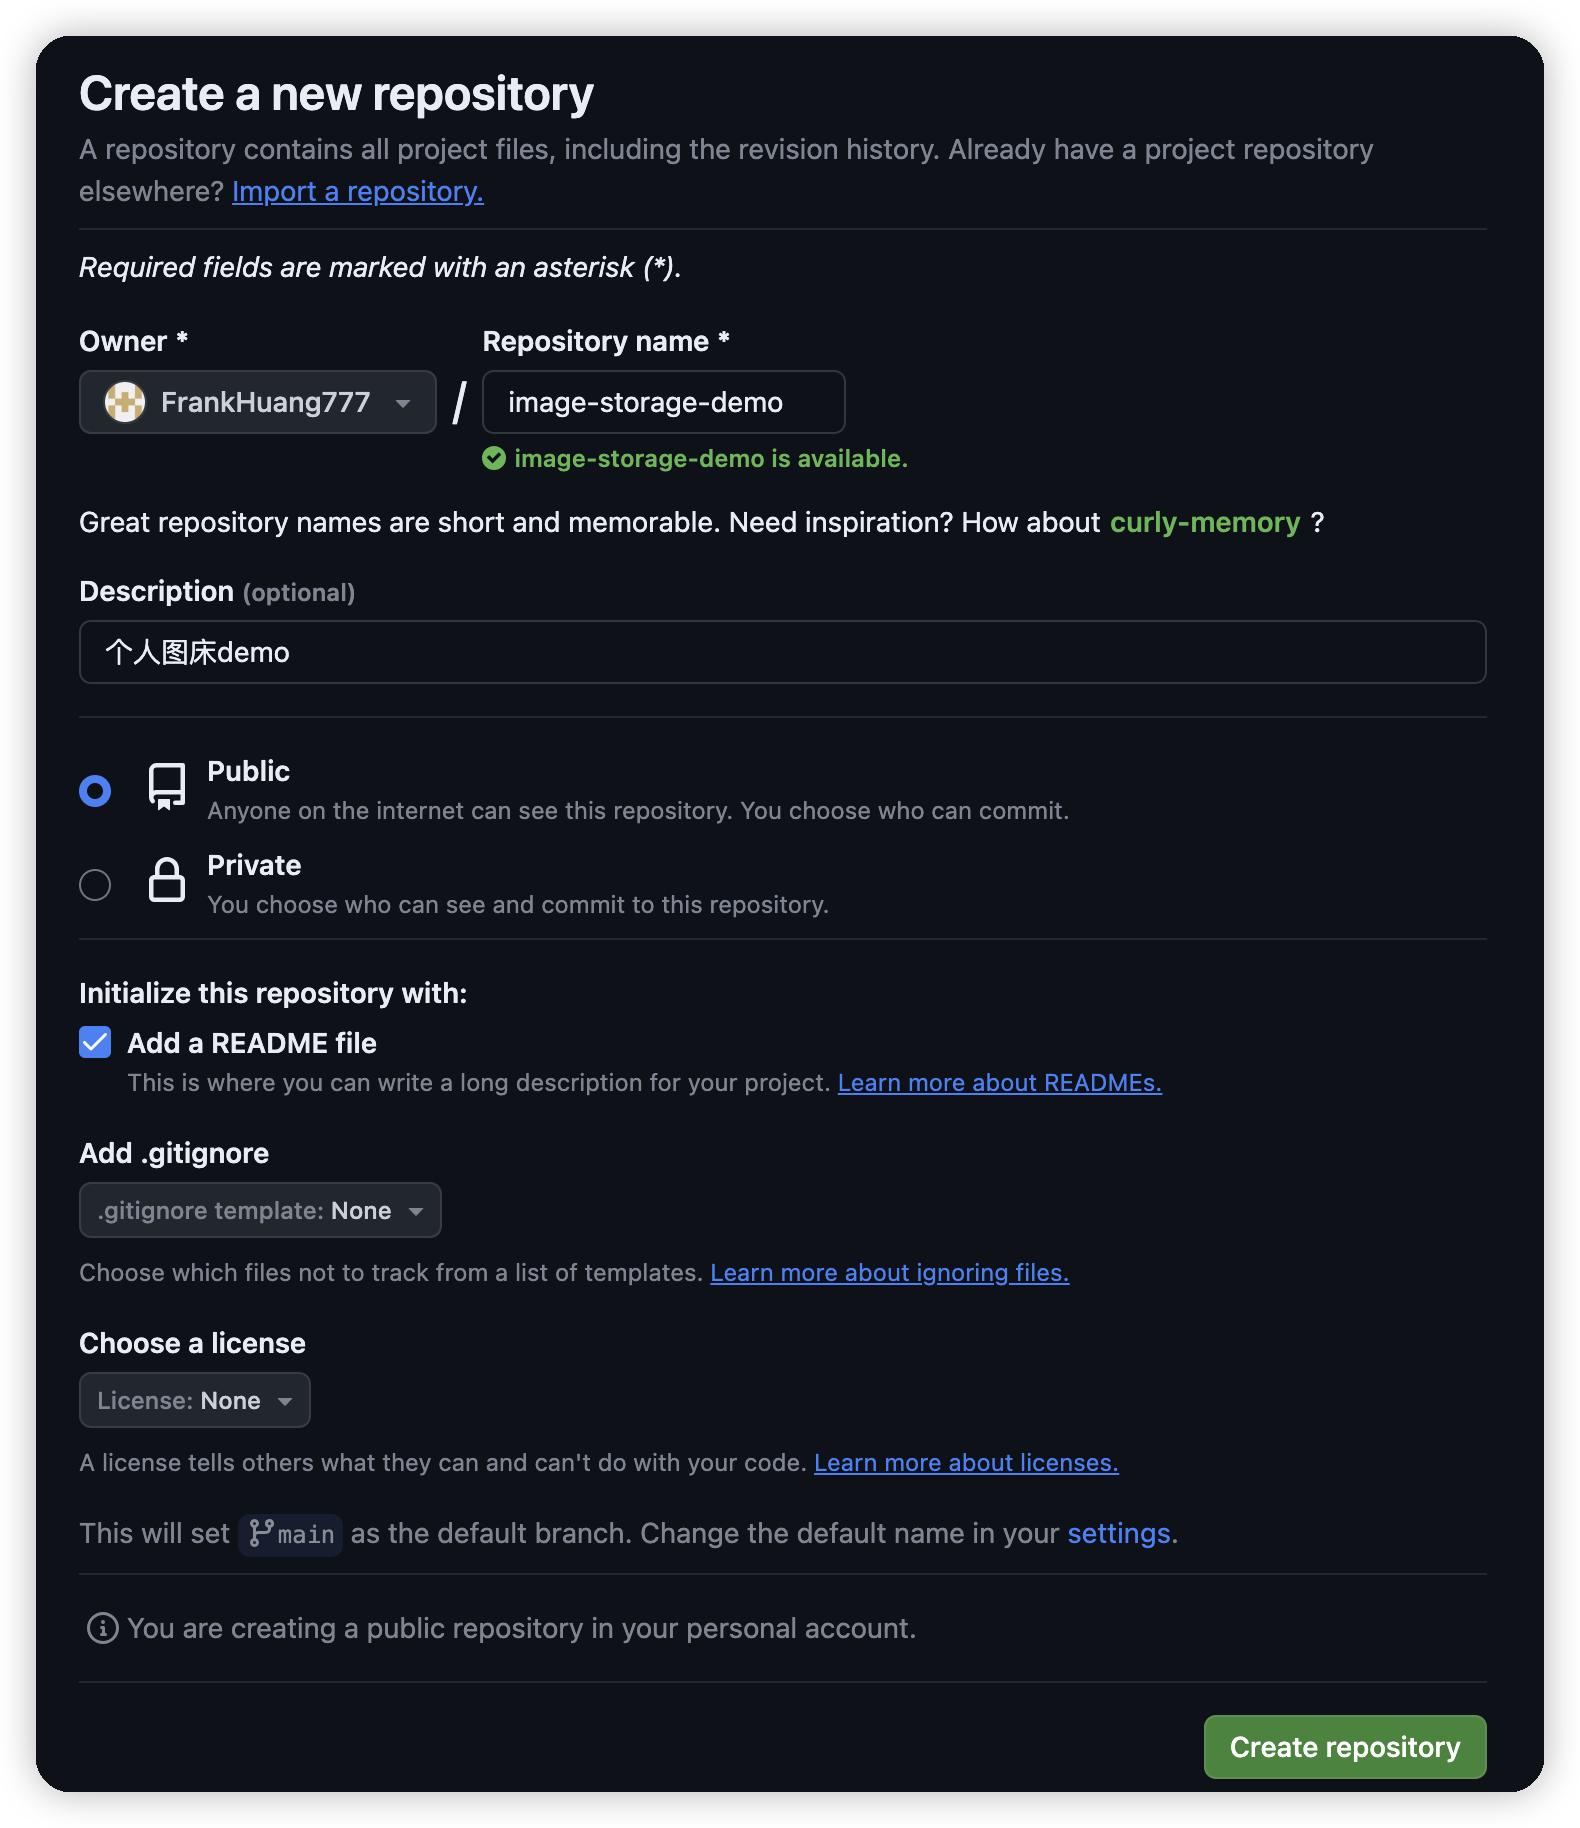 Create a new repository
A repository contains all project files, including the revision history. Already have a project repository
elsewhere? Import a repository.
Required fields are marked with an asterisk (*).
Owner *
Repository name *
FrankHuang777
/
image-storage-demo
image-storage-demo is available.
Great repository names are short and memorable. Need inspiration? How about curly-memory ?
Description (optional)
个人图床demo
Public
Anyone on the internet can see this repository. You choose who can commit.
Private
You choose who can see and commit to this repository.
Initialize this repository with:
Add a README file
This is where you can write a long description for your project. Learn more about READMEs.
Add .gitignore
.gitignore template: None
Choose which files not to track from a list of templates. Learn more about ignoring files.
Choose a license
License: None
A license tells others what they can and can't do with your code. Learn more about licenses.
This will set main as the default branch. Change the default name in your settings.
You are creating a public repository in your personal account.
Create repository